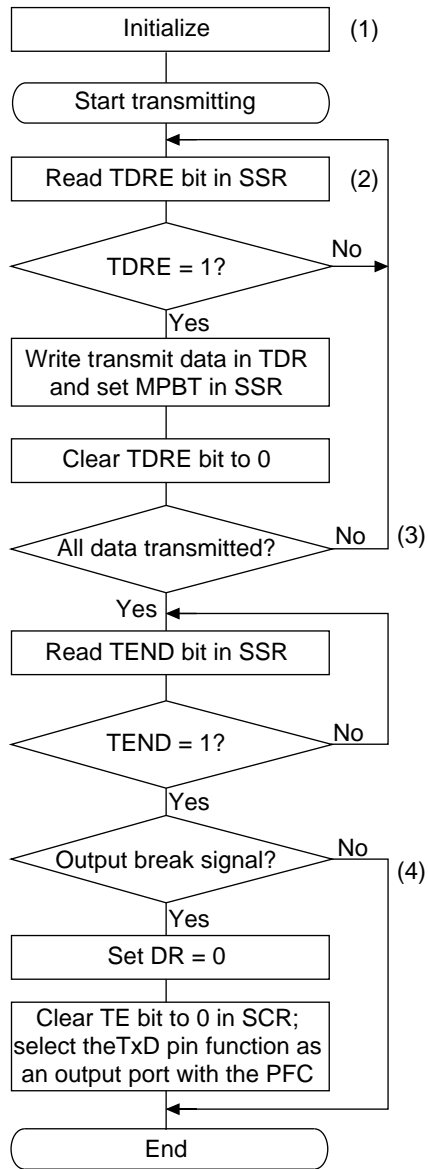 Initialize (1)
Start transmitting
Read TDRE bit in SSR (2)
TDRE = 1? No
Yes
Write transmit data in TDR
and set MPBT in SSR
Clear TDRE bit to 0
All data transmitted? No (3)
Yes
Read TEND bit in SSR
TEND = 1? No
Yes
Output break signal? No (4)
Yes
Set DR = 0
Clear TE bit to 0 in SCR;
select theTxD pin function as
an output port with the PFC
End